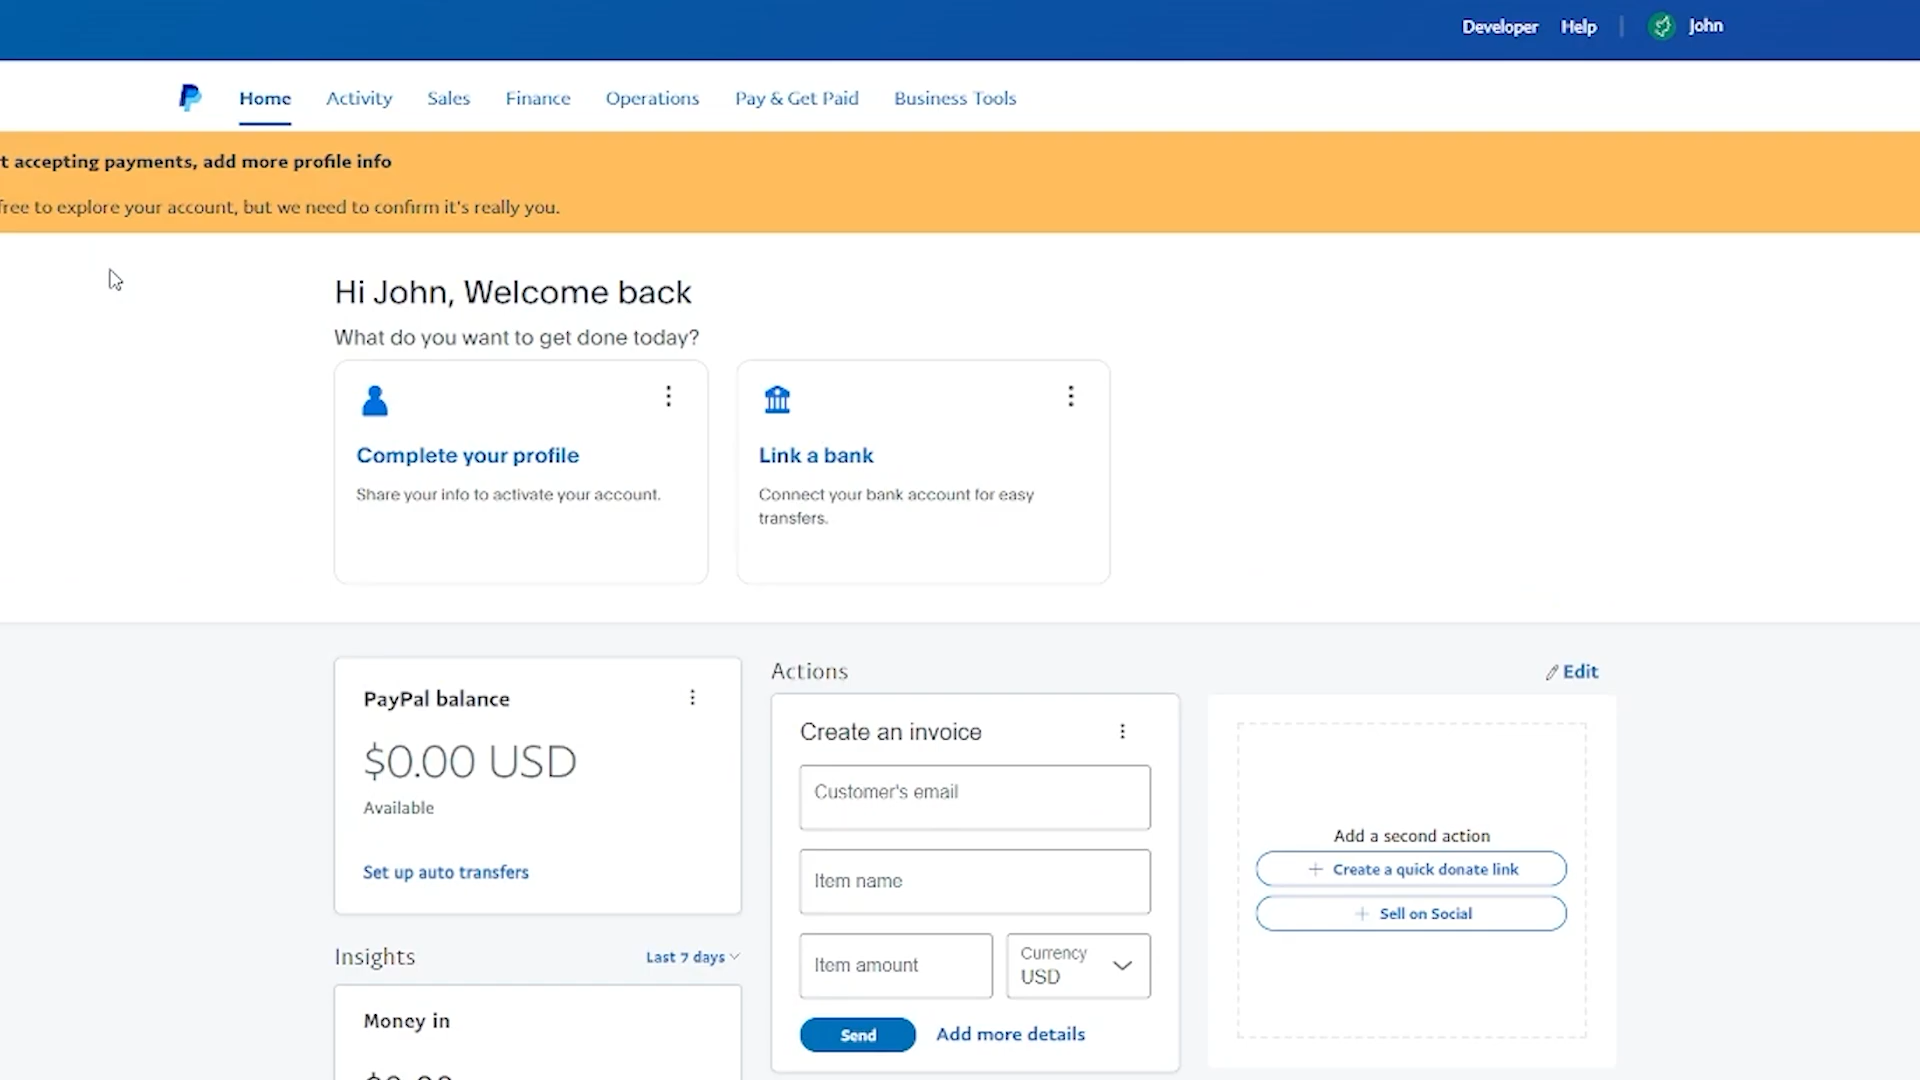 Developer Help John
Home Activity Sales Finance Operations Pay & Get Paid Business Tools
t accepting payments, add more profile info
free to explore your account, but we need to confirm it's really you.
Hi John, Welcome back
What do you want to get done today?
Complete your profile
Share your info to activate your account.
Link a bank
Connect your bank account for easy
transfers.
PayPal balance
$0.00 USD
Available
Set up auto transfers
Insights
Last 7 days
Money in
Actions
Edit
Create an invoice
Customer's email
Item name
Item amount
Currency
USD
Send
Add more details
Add a second action
+ Create a quick donate link
+ Sell on Social